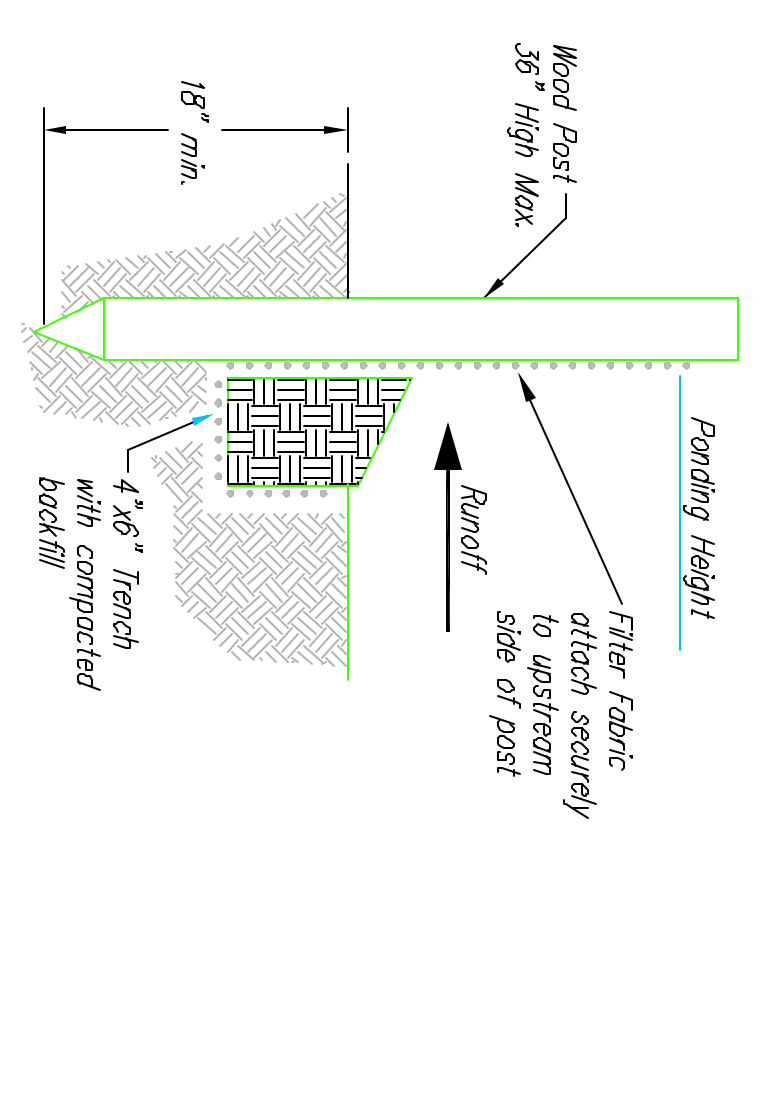 Ponding Height
Wood Post
36" High Max.
Filter Fabric
attach securely
to upstream
side of post
Runoff
18" min.
4"x6" Trench
with compacted
backfill